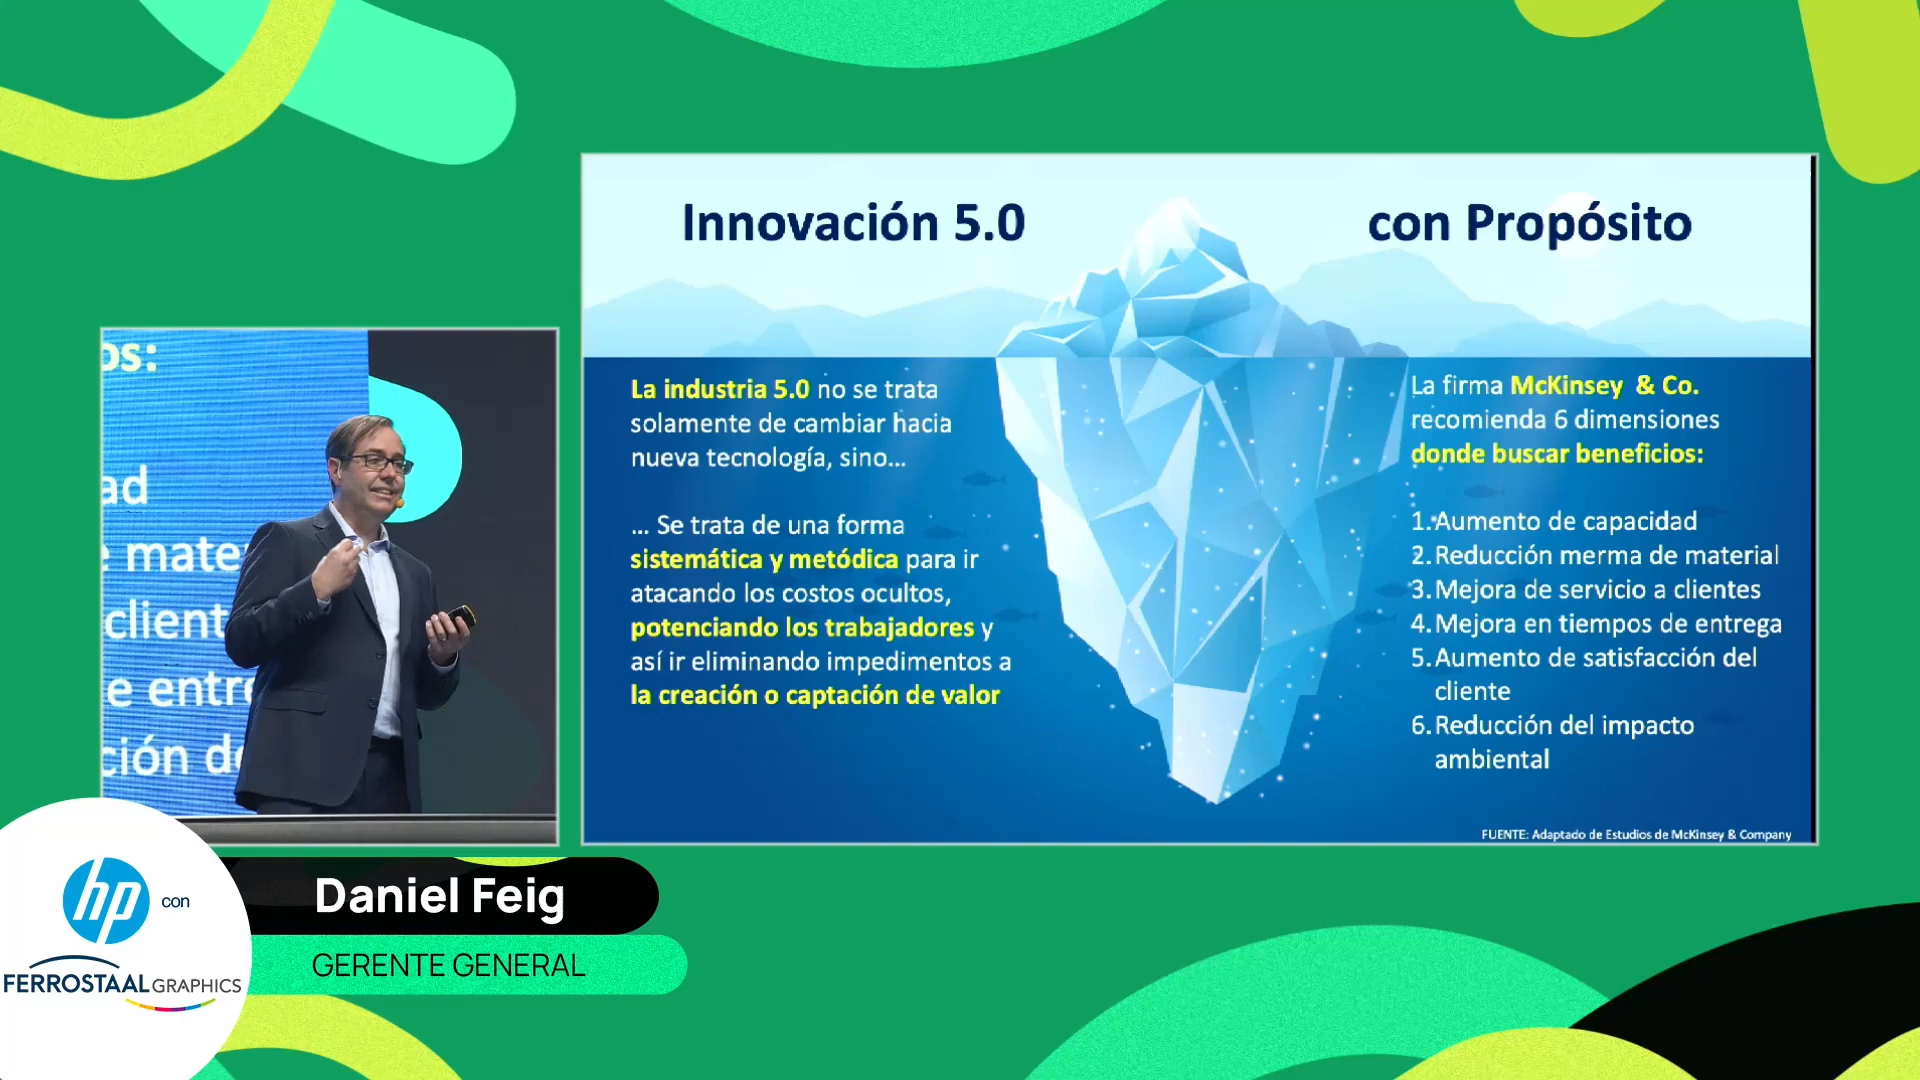 Innovación 5.0
con Propósito
La industria 5.0 no se trata
solamente de cambiar hacia
nueva tecnología, sino...
... Se trata de una forma
sistemática y metódica para ir
atacando los costos ocultos,
potenciando los trabajadores y
así ir eliminando impedimentos a
la creación o captación de valor
La firma McKinsey & Co.
recomienda 6 dimensiones
donde buscar beneficios:
1. Aumento de capacidad
2. Reducción merma de material
3. Mejora de servicio a clientes
4. Mejora en tiempos de entrega
5. Aumento de satisfacción del
cliente
6. Reducción del impacto
ambiental
FUENTE: Adaptado de Estudios de McKinsey & Company
os:
ad
e mate
client
e entre
ción de
hp con
FERROSTAAL GRAPHICS
Daniel Feig
GERENTE GENERAL